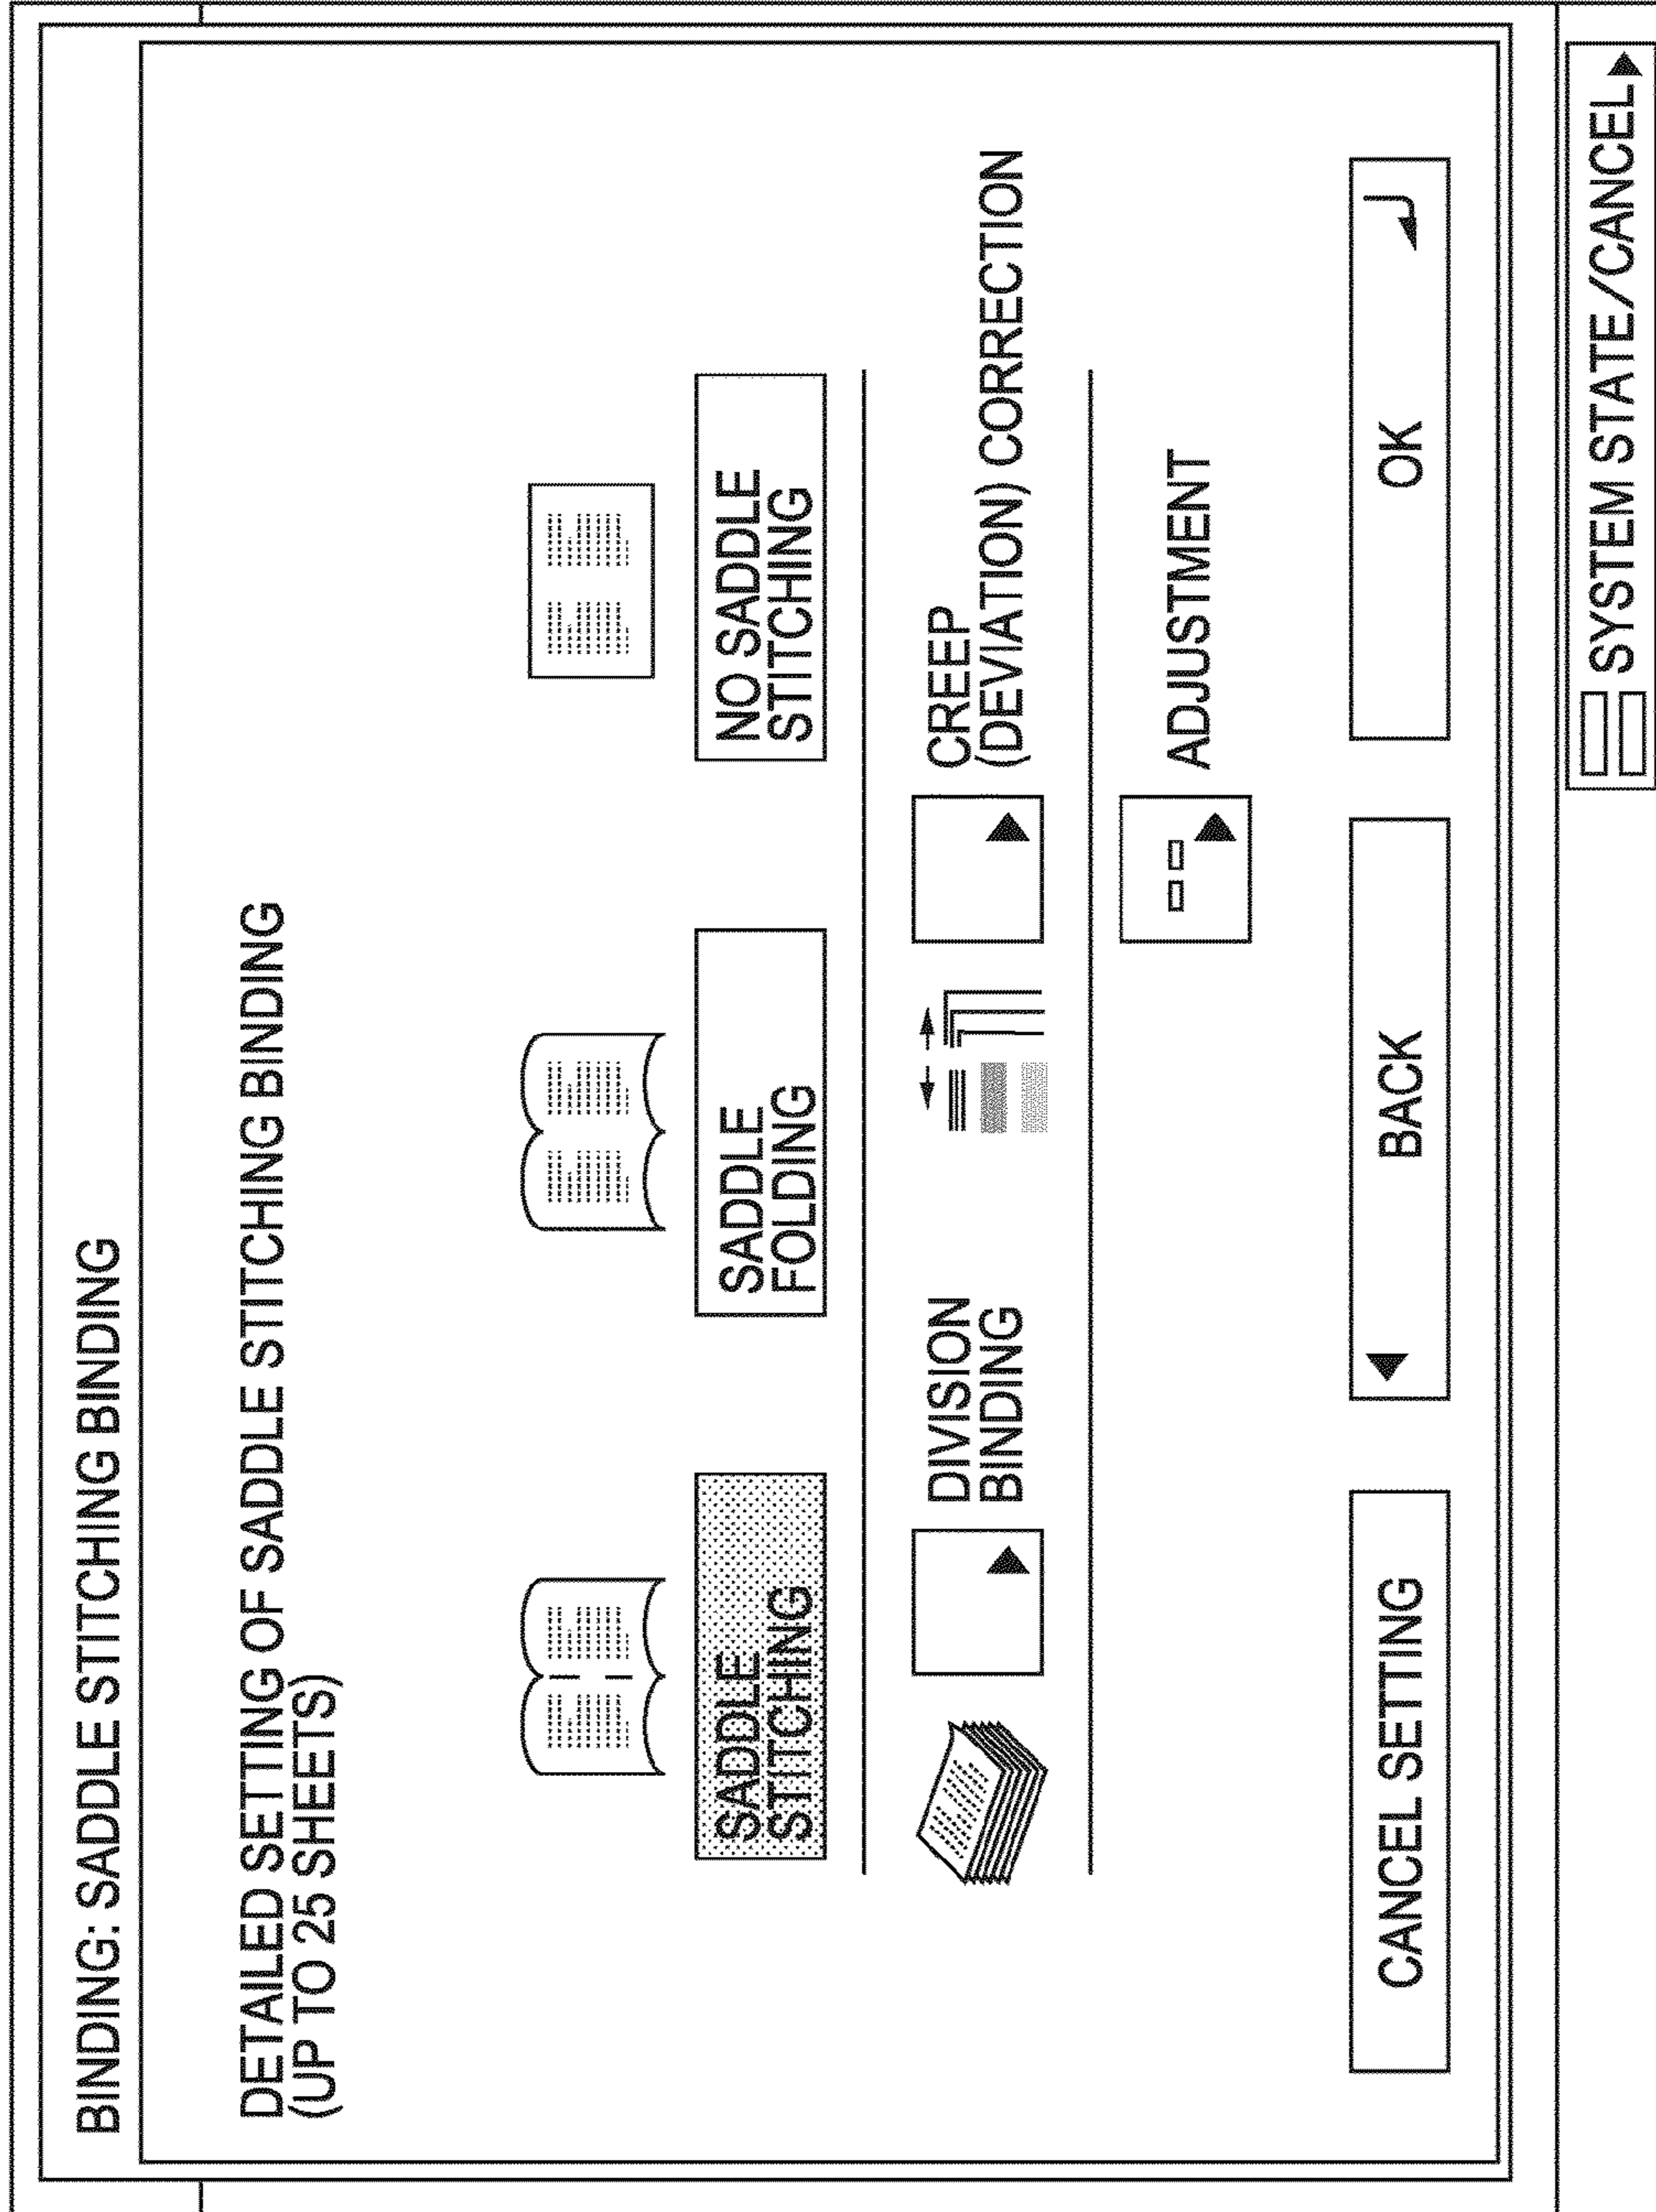 BINDING: SADDLE STITCHING BINDING
DETAILED SETTING OF SADDLE STITCHING BINDING
(UP TO 25 SHEETS)
SADDLE
STITCHING
SADDLE
FOLDING
NO SADDLE
STITCHING
DIVISION
BINDING
CREEP
(DEVIATION) CORRECTION
ADJUSTMENT
CANCEL SETTING
BACK
OK
SYSTEM STATE/CANCEL